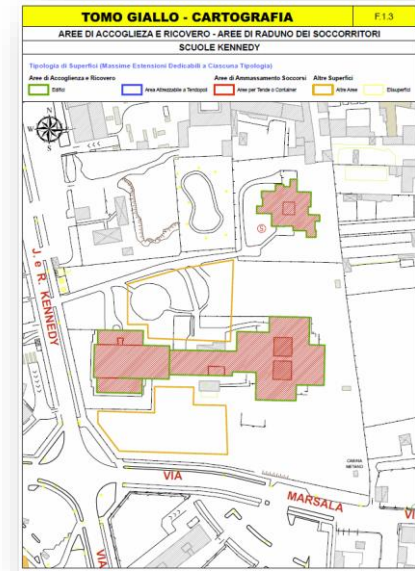 TOMO GIALLO - CARTOGRAFIA
F.1.3
AREE DI ACCOGLIEZA E RICOVERO - AREE DI RADUNO DEI SOCCORRITORI
SCUOLE KENNEDY
Tipologia di Superfici (Massime Estensioni Dedicabili a Ciascuna Tipologia)
Aree di Accoglienza e Ricovero
Aree di Ammassamento Soccorsi
Altre Superfici
Edifici
Area Attrezzabile a Tendopoli
Aree per Tende o Container
Altre Aree
Elisuperfici
N
E
S
W
J. e R. KENNEDY
S
VIA
MARSALA
VIA
VI